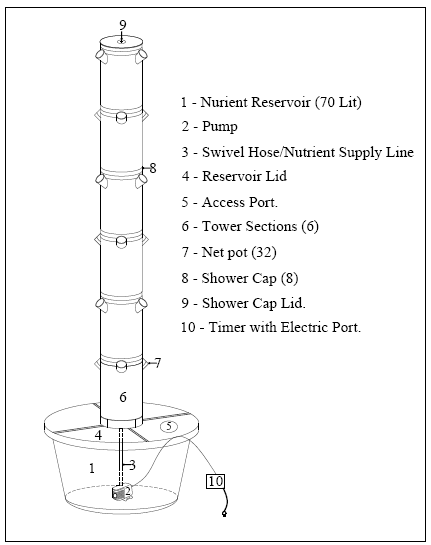 9
1 - Nurient Reservoir (70 Lit)
2 - Pump
3 - Swivel Hose/Nutrient Supply Line
8
4 - Reservoir Lid
5 - Access Port.
6 - Tower Sections (6)
7 - Net pot (32)
8 - Shower Cap (8)
9 - Shower Cap Lid.
10 - Timer with Electric Port.
7
6
5
4
3
1
10
2